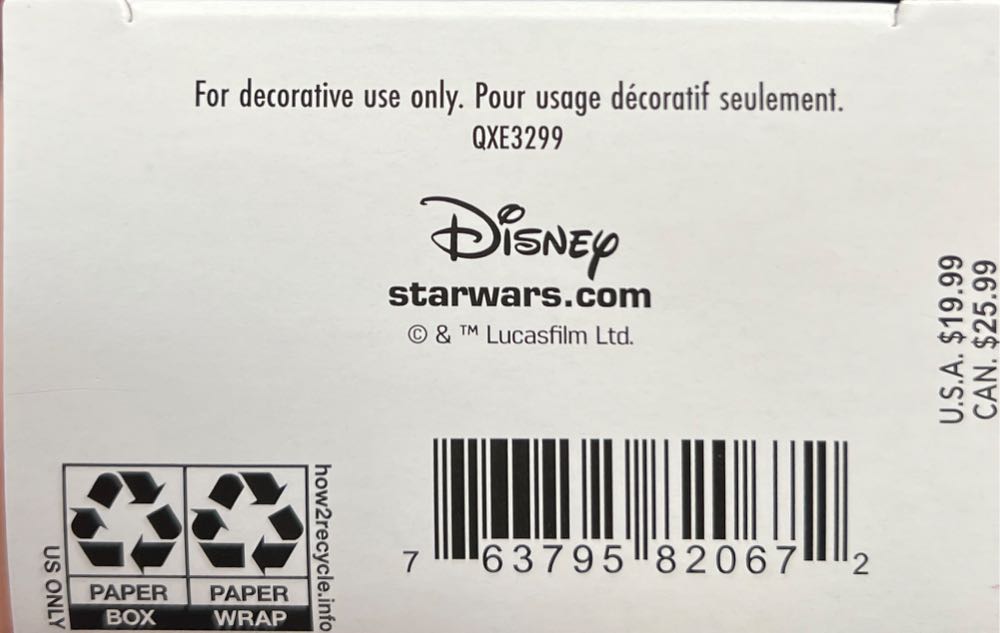 For decorative use only. Pour usage décoratif seulement.
QXE3299
Disney
starwars.com
© & ™ Lucasfilm Ltd.
U.S.A. $19.99
CAN. $25.99
US ONLY
PAPER
BOX
PAPER
WRAP
how2recycle.info
7 63795 82067 2